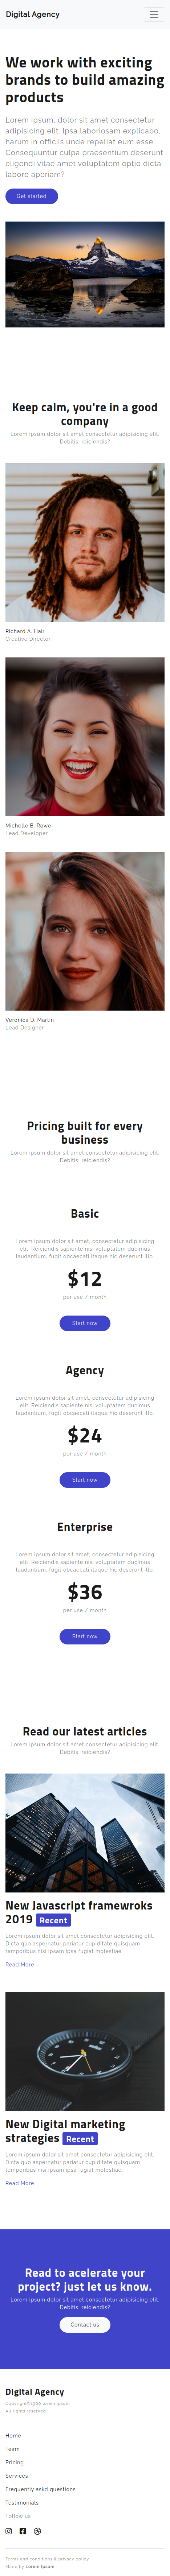 Digital Agency
We work with exciting
brands to build amazing
products
Lorem ipsum, dolor sit amet consectetur
adipisicing elit. Ipsa laboriosam explicabo,
harum in officiis unde repellat eum esse.
Consequuntur culpa praesentium deserunt
eligendi vitae amet voluptatem optio dicta
labore aperiam?
Get started
Keep calm, you're in a good
company
Lorem ipsum dolor sit amet consectetur adipisicing elit.
Debitis, reiciendis?
Richard A. Hair
Creative Director
Michelle B. Rowe
Lead Developer
Veronica D. Martin
Lead Designer
Pricing built for every
business
Lorem ipsum dolor sit amet consectetur adipisicing elit.
Debitis, reiciendis?
Basic
Lorem ipsum dolor sit amet, consectetur adipisicing
elit. Reiciendis sapiente nisi voluptatem ducimus
laudantium, fugit obcaecati itaque hic deserunt illo.
$12
per use / month
Start now
Agency
Lorem ipsum dolor sit amet, consectetur adipisicing
elit. Reiciendis sapiente nisi voluptatem ducimus
laudantium, fugit obcaecati itaque hic deserunt illo.
$24
per use / month
Start now
Enterprise
Lorem ipsum dolor sit amet, consectetur adipisicing
elit. Reiciendis sapiente nisi voluptatem ducimus
laudantium, fugit obcaecati itaque hic deserunt illo.
$36
per use / month
Start now
Read our latest articles
Lorem ipsum dolor sit amet consectetur adipisicing elit.
Debitis, reiciendis?
New Javascript framewroks
2019 Recent
Lorem ipsum dolor sit amet consectetur adipisicing elit.
Dicta quo aspernatur pariatur cupiditate quisquam
temporibus nisi ipsam ipsa fugiat molestiae.
Read More
New Digital marketing
strategies Recent
Lorem ipsum dolor sit amet consectetur adipisicing elit.
Dicta quo aspernatur pariatur cupiditate quisquam
temporibus nisi ipsam ipsa fugiat molestiae.
Read More
Read to acelerate your
project? just let us know.
Lorem ipsum dolor sit amet consectetur adipisicing elit.
Debitis, reiciendis?
Contact us
Digital Agency
All rights reserved
Home
Team
Pricing
Services
Frequently askd questions
Testimonials
Follow us
Terms and conditions & privacy policy
Made by Lorem ipsum